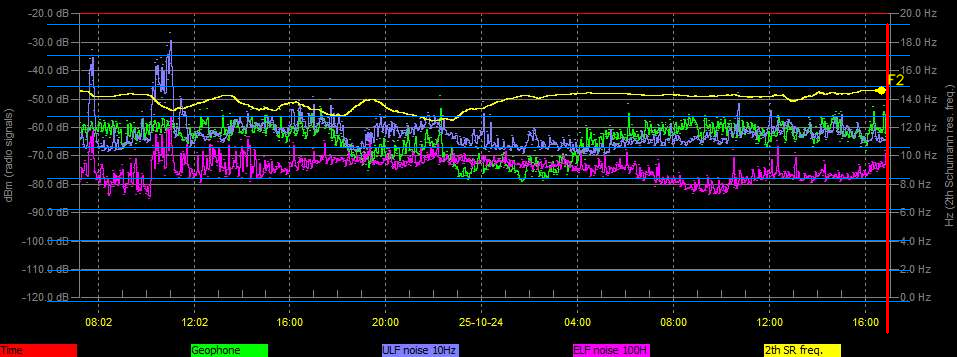 -20.0 dB 20.0 Hz
-30.0 dB 18.0 Hz
-40.0 dB 16.0 Hz
F2
-50.0 dB 14.0 Hz
-60.0 dB 12.0 Hz
-70.0 dB 10.0 Hz
-80.0 dB 8.0 Hz
-90.0 dB 6.0 Hz
-100.0 dB 4.0 Hz
-110.0 dB 2.0 Hz
-120.0 dB 0.0 Hz
dBm (radio signals)
Hz (2th Schumann res. freq.)
08:02 12:02 16:00 20:00 25-10-24 04:00 08:00 12:00 16:00
Time Geophone ULF noise 10Hz ELF noise 100H 2th SR freq.